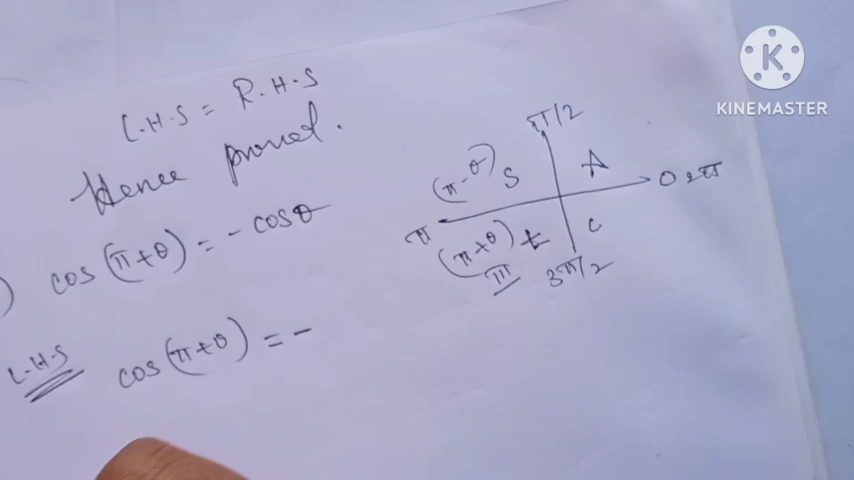 L.H.S = R.H.S
Hence proved.
) cos(π+θ) = - cosθ
L.H.S cos(π+θ) = -
π/2
(π-θ) S A
π 0, 2π
(π+θ) t c
III 3π/2
KINEMASTER